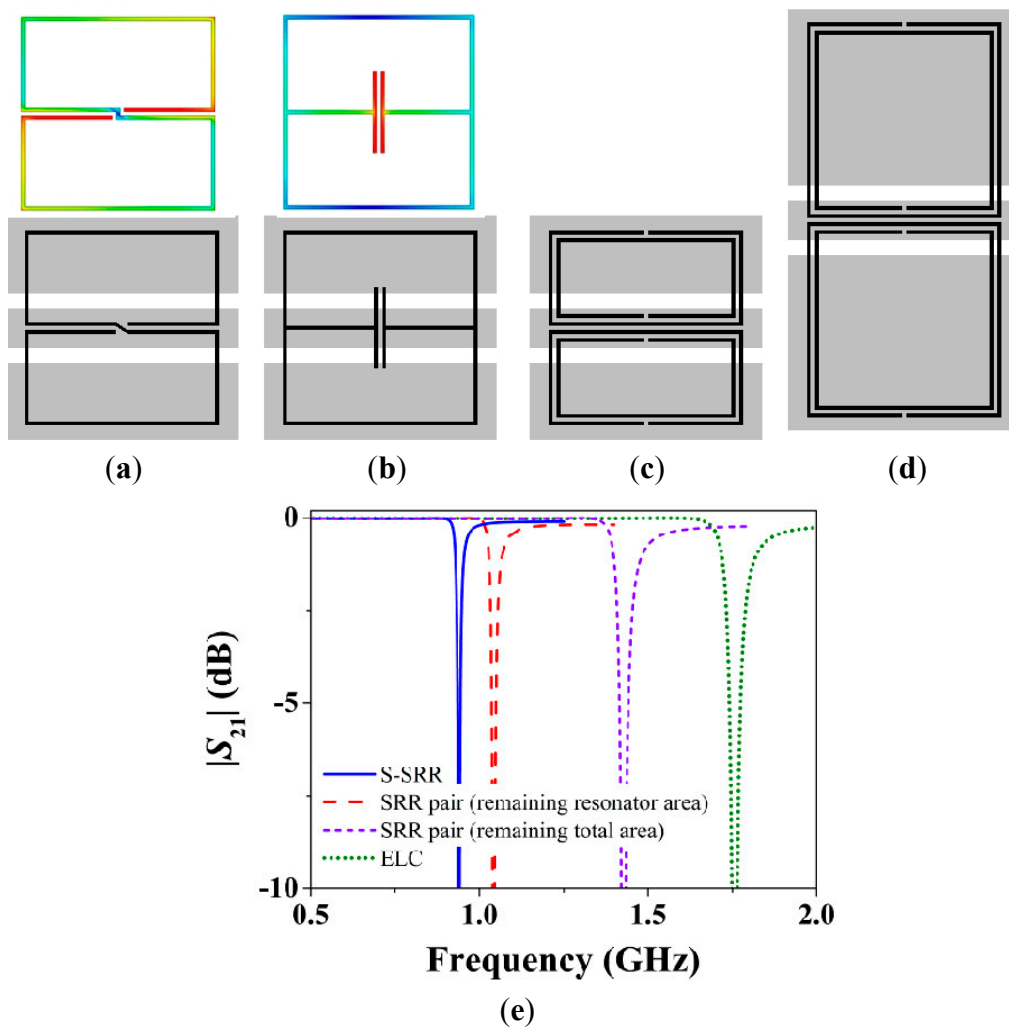 (a)
(b)
(c)
(d)
0
-5
-10
|S21| (dB)
S-SRR
SRR pair (remaining resonator area)
SRR pair (remaining total area)
ELC
0.5
1.0
1.5
2.0
Frequency (GHz)
(e)